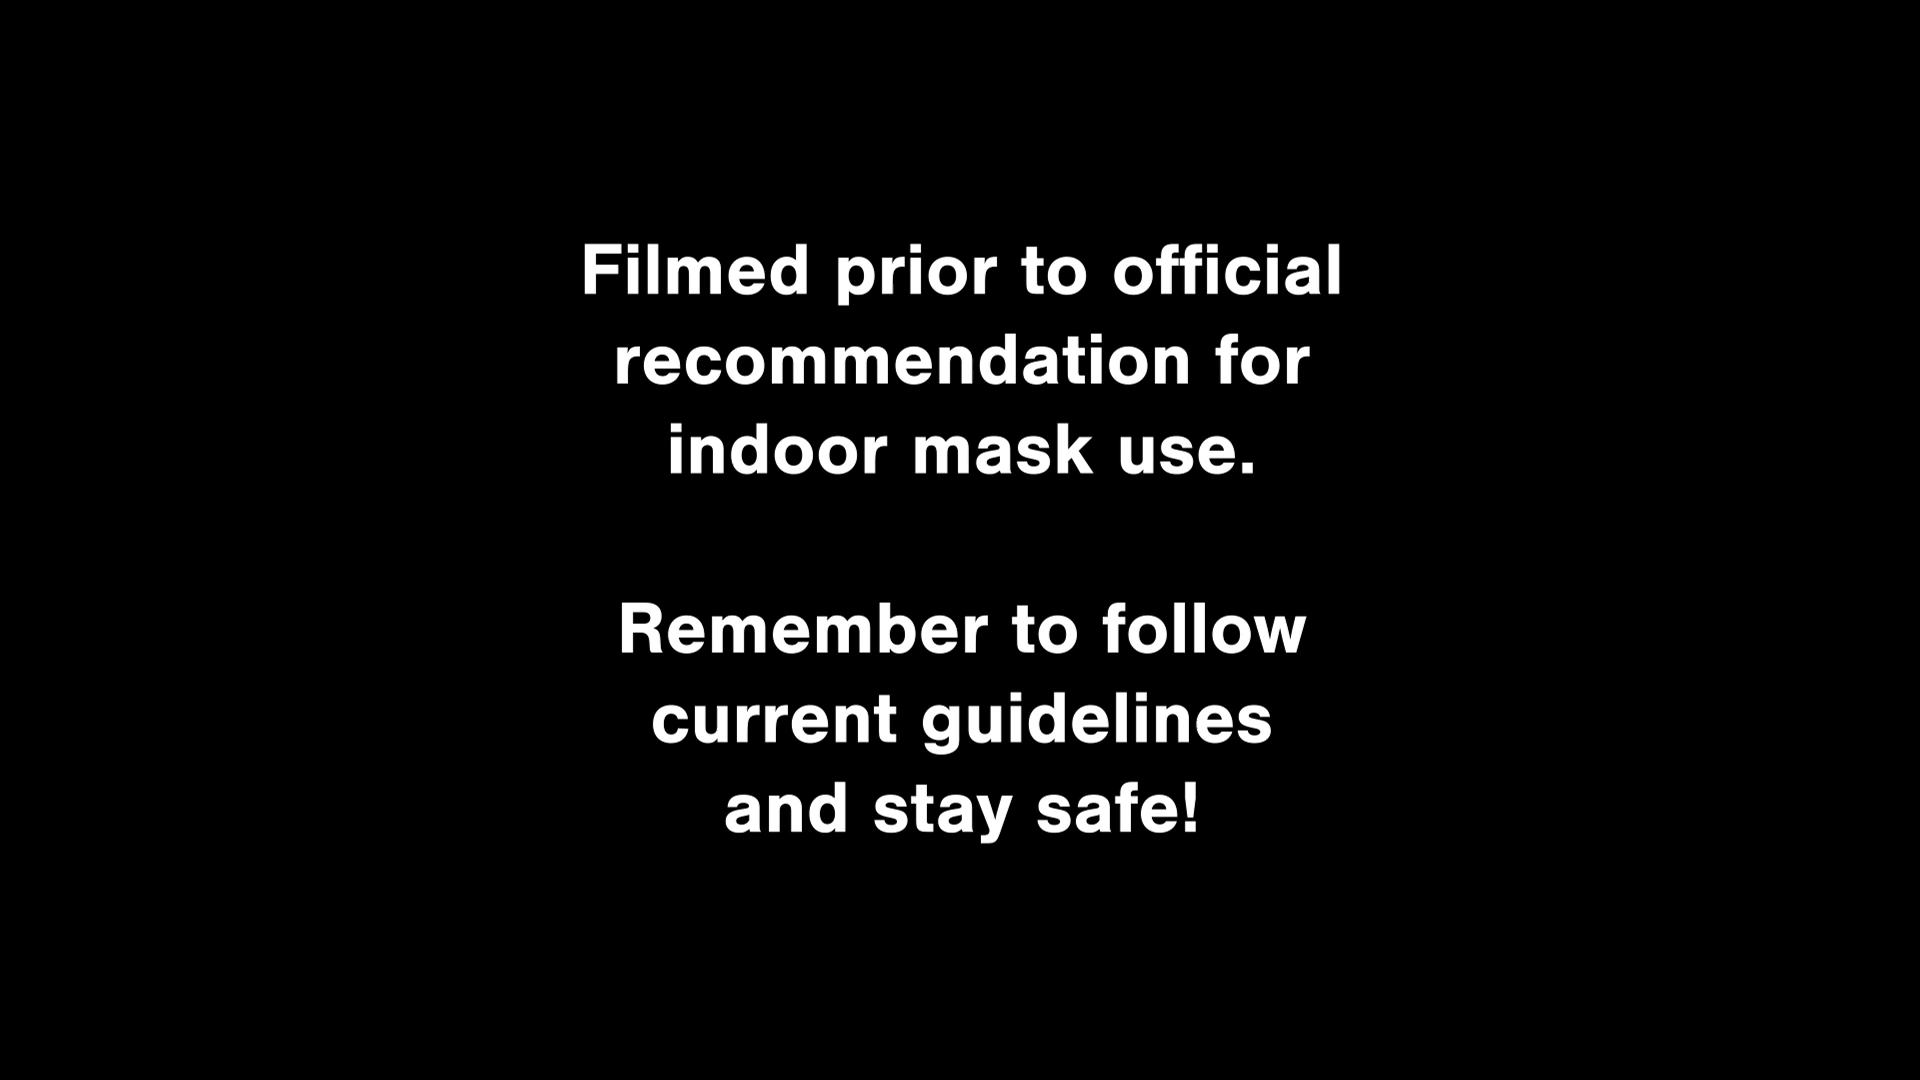 Filmed prior to official
recommendation for
indoor mask use.
Remember to follow
current guidelines
and stay safe!